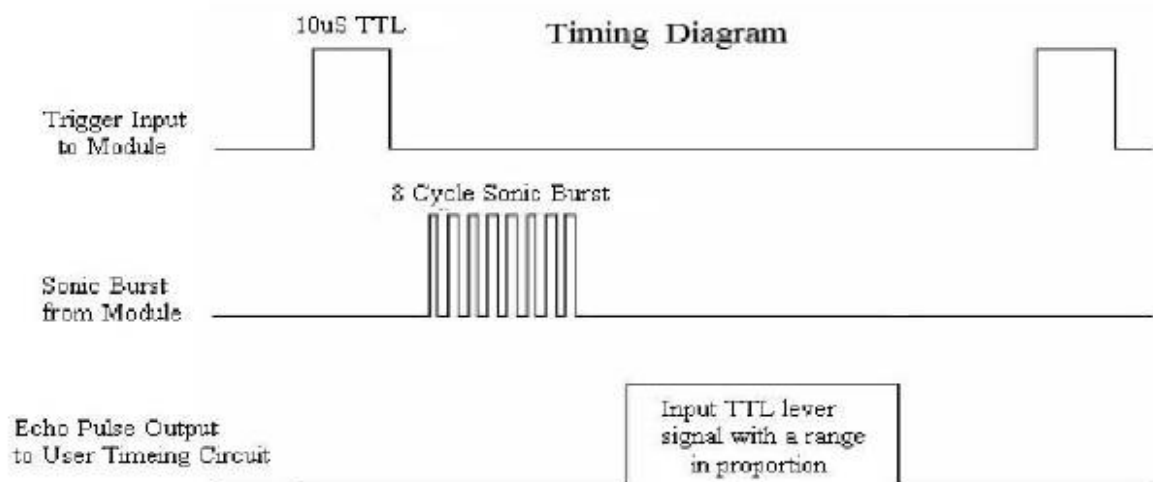 10uS TTL
Timing Diagram
Trigger Input
to Module
8 Cycle Sonic Burst
Sonic Burst
from Module
Echo Pulse Output
to User Timeing Circuit
Input TTL lever
signal with a range
in proportion